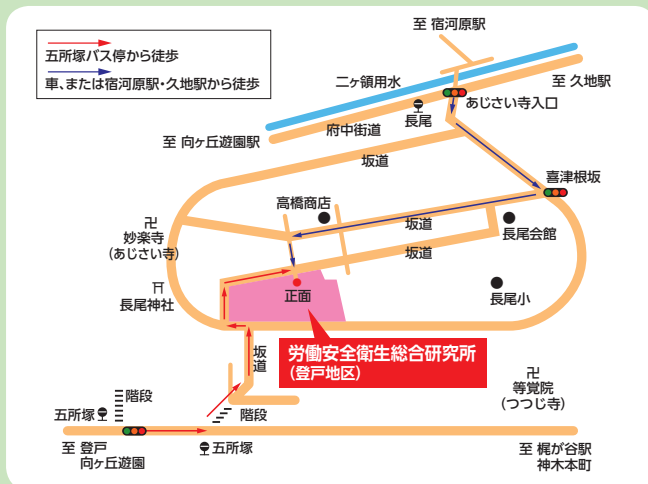 五所塚バス停から徒歩
車、または宿河原駅・久地駅から徒歩
至 宿河原駅
二ヶ領用水
至 久地駅
あじさい寺入口
長尾
府中街道
至 向ヶ丘遊園駅
坂道
喜津根坂
高橋商店
坂道
長尾会館
坂道
卍
妙楽寺
(あじさい寺)
長尾神社
正面
長尾小
労働安全衛生総合研究所
(登戸地区)
坂道
卍
等覚院
(つつじ寺)
階段
五所塚
階段
五所塚
至 登戸
向ヶ丘遊園
至 梶が谷駅
神木本町